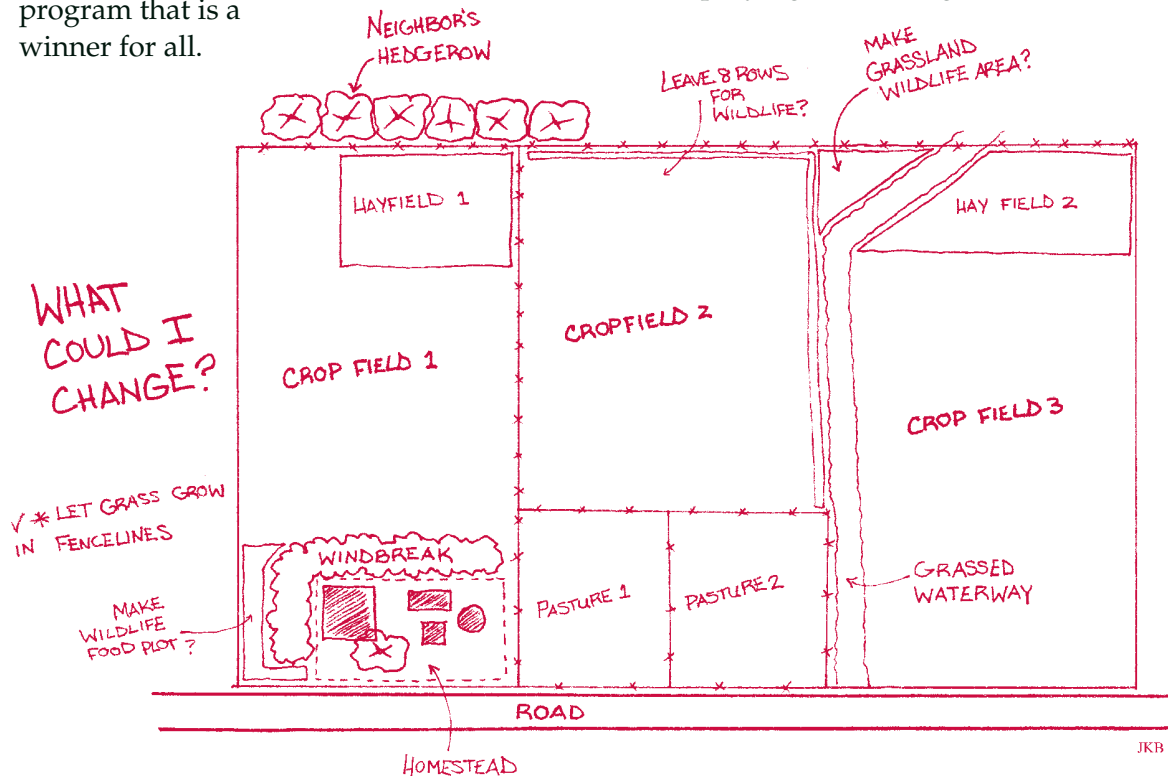 program that is a
winner for all.
NEIGHBOR'S
HEDGEROW
LEAVE 8 ROWS
FOR
WILDLIFE?
MAKE
GRASSLAND
WILDLIFE AREA?
HAYFIELD 1
HAY FIELD 2
WHAT
COULD I
CHANGE?
CROP FIELD 1
CROPFIELD 2
CROP FIELD 3
√ * LET GRASS GROW
IN FENCELINES
WINDBREAK
MAKE
WILDLIFE
FOOD PLOT?
PASTURE 1
PASTURE 2
GRASSED
WATERWAY
ROAD
HOMESTEAD
JKB